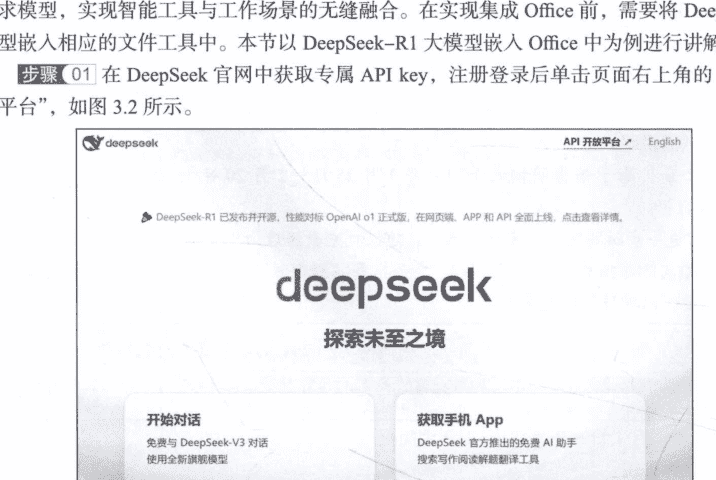 求模型，实现智能工具与工作场景的无缝融合。在实现集成 Office 前，需要将 Dee
型嵌入相应的文件工具中。本节以 DeepSeek-R1 大模型嵌入 Office 中为例进行讲解
步骤 01 在 DeepSeek 官网中获取专属 API key，注册登录后单击页面右上角的
平台”，如图 3.2 所示。
deepseek API 开放平台 ↗ English
DeepSeek-R1 已发布并开源，性能对标 OpenAI o1 正式版，在网页端、APP 和 API 全面上线，点击查看详情。
deepseek
探索未至之境
开始对话 获取手机 App
免费与 DeepSeek-V3 对话 DeepSeek 官方推出的免费 AI 助手
使用全新旗舰模型 搜索写作阅读解题翻译工具